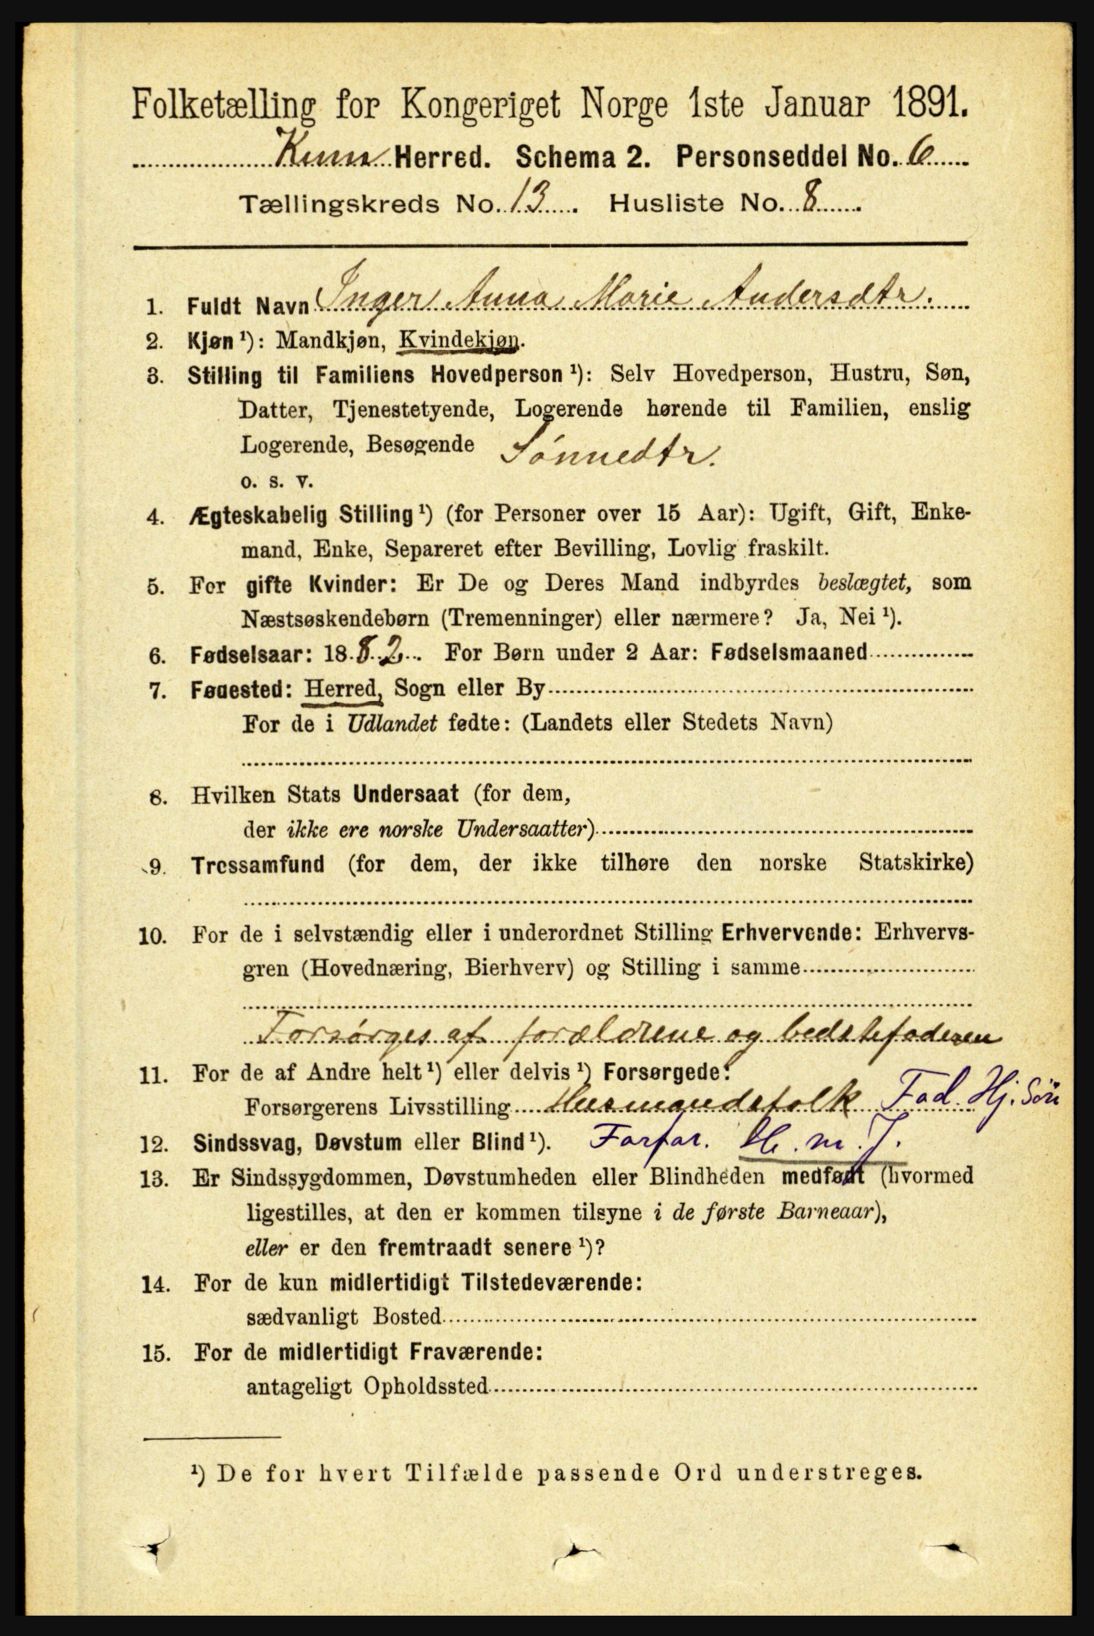 Folketælling for Kongeriget Norge 1ste Januar 1891.
Kinn Herred. Schema 2. Personseddel No. 6
Tællingskreds No. 13. Husliste No. 8.
1. Fuldt Navn Inger Anna Marie Andersdtr.
2. Kjøn ¹): Mandkjøn, Kvindekjøn.
3. Stilling til Familiens Hovedperson ¹): Selv Hovedperson, Hustru, Søn,
Datter, Tjenestetyende, Logerende hørende til Familien, enslig
Logerende, Besøgende Sönnedtr.
o. s. v.
4. Ægteskabelig Stilling ¹) (for Personer over 15 Aar): Ugift, Gift, Enke-
mand, Enke, Separeret efter Bevilling, Lovlig fraskilt.
5. For gifte Kvinder: Er De og Deres Mand indbyrdes beslægtet, som
Næstsøskendebørn (Tremenninger) eller nærmere? Ja, Nei ¹).
6. Fødselsaar: 1882. For Børn under 2 Aar: Fødselsmaaned
7. Fødested: Herred, Sogn eller By
For de i Udlandet fødte: (Landets eller Stedets Navn)
8. Hvilken Stats Undersaat (for dem,
der ikke ere norske Undersaatter)
9. Trossamfund (for dem, der ikke tilhøre den norske Statskirke)
10. For de i selvstændig eller i underordnet Stilling Erhvervende: Erhvervs-
gren (Hovednæring, Bierhverv) og Stilling i samme
Forsørges af forældrene og bedstefaderen
11. For de af Andre helt ¹) eller delvis ¹) Forsørgede:
Forsørgerens Livsstilling Husmandsfolk Fad. Hj. Sön
12. Sindssvag, Døvstum eller Blind ¹). Farfar. H. m. J.
13. Er Sindssygdommen, Døvstumheden eller Blindheden medfødt (hvormed
ligestilles, at den er kommen tilsyne i de første Barneaar),
eller er den fremtraadt senere ¹)?
14. For de kun midlertidigt Tilstedeværende:
sædvanligt Bosted
15. For de midlertidigt Fraværende:
antageligt Opholdssted
¹) De for hvert Tilfælde passende Ord understreges.